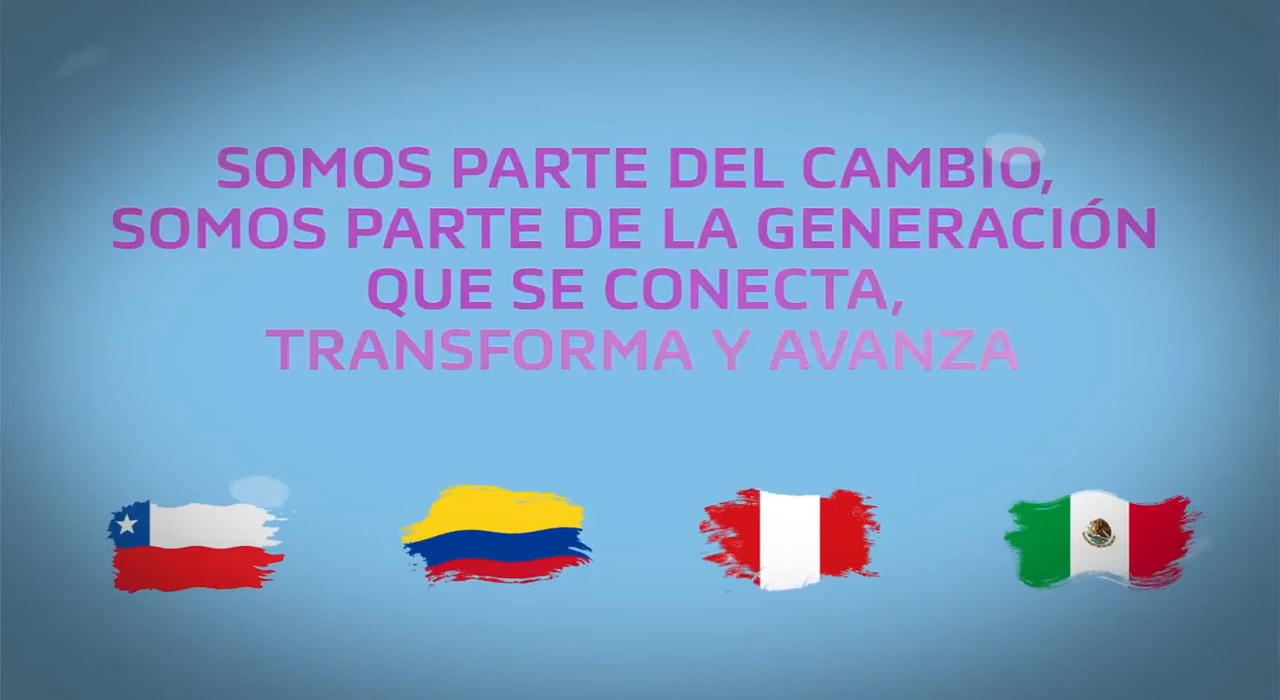 SOMOS PARTE DEL CAMBIO,
SOMOS PARTE DE LA GENERACIÓN
QUE SE CONECTA,
TRANSFORMA Y AVANZA